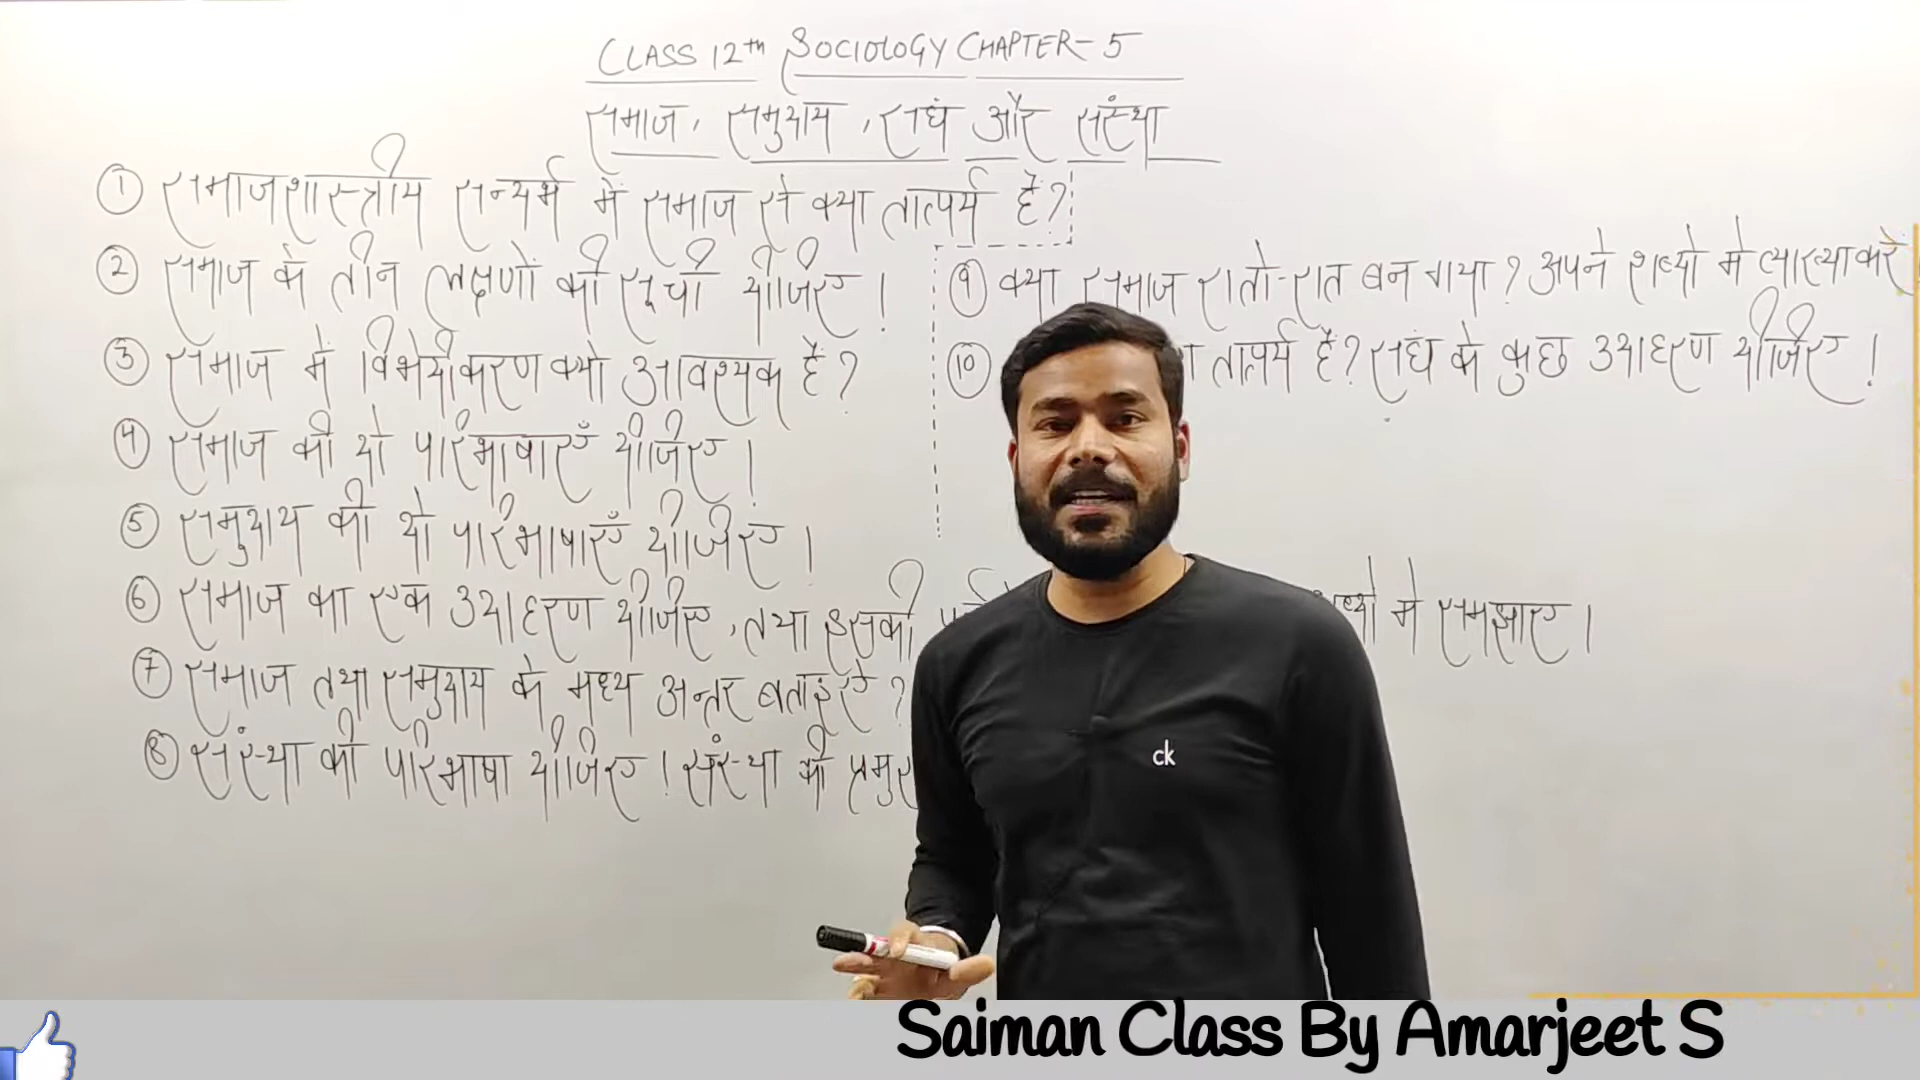 CLASS 12th SOCIOLOGY CHAPTER-5
समाज, समुदाय, संघ और संस्था
① समाजशास्त्रीय सन्दर्भ में समाज से क्या तात्पर्य है?
② समाज के तीन लक्षणों की सूची दीजिए।
③ समाज में विभेदीकरण क्यो आवश्यक है?
④ समाज की दो परिभाषाएँ दीजिए।
⑤ समुदाय की दो परिभाषाएँ दीजिए।
⑥ समाज का एक उदाहरण दीजिए, तथा इसकी मे समझाए।
⑦ समाज तथा समुदाय के मध्य अन्तर बताइए?
⑧ संस्था की परिभाषा दीजिए। संस्था की
⑨ क्या समाज रातो-रात बन गया? अपने शब्दो मे व्याख्या करें
⑩ तात्पर्य है? संघ के कुछ उदाहरण दीजिए।
ck
Saiman Class By Amarjeet S